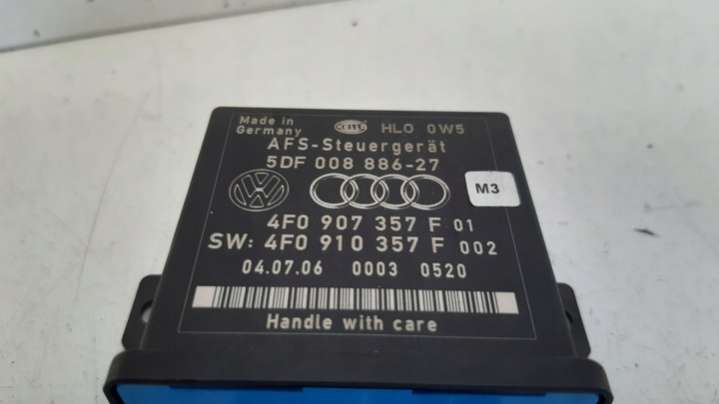 Made in
Germany
HELLA
HLO 0W5
AFS-Steuergerät
5DF 008 886-27
M3
4F0 907 357 F 01
SW: 4F0 910 357 F 002
04.07.06 0003 0520
Handle with care